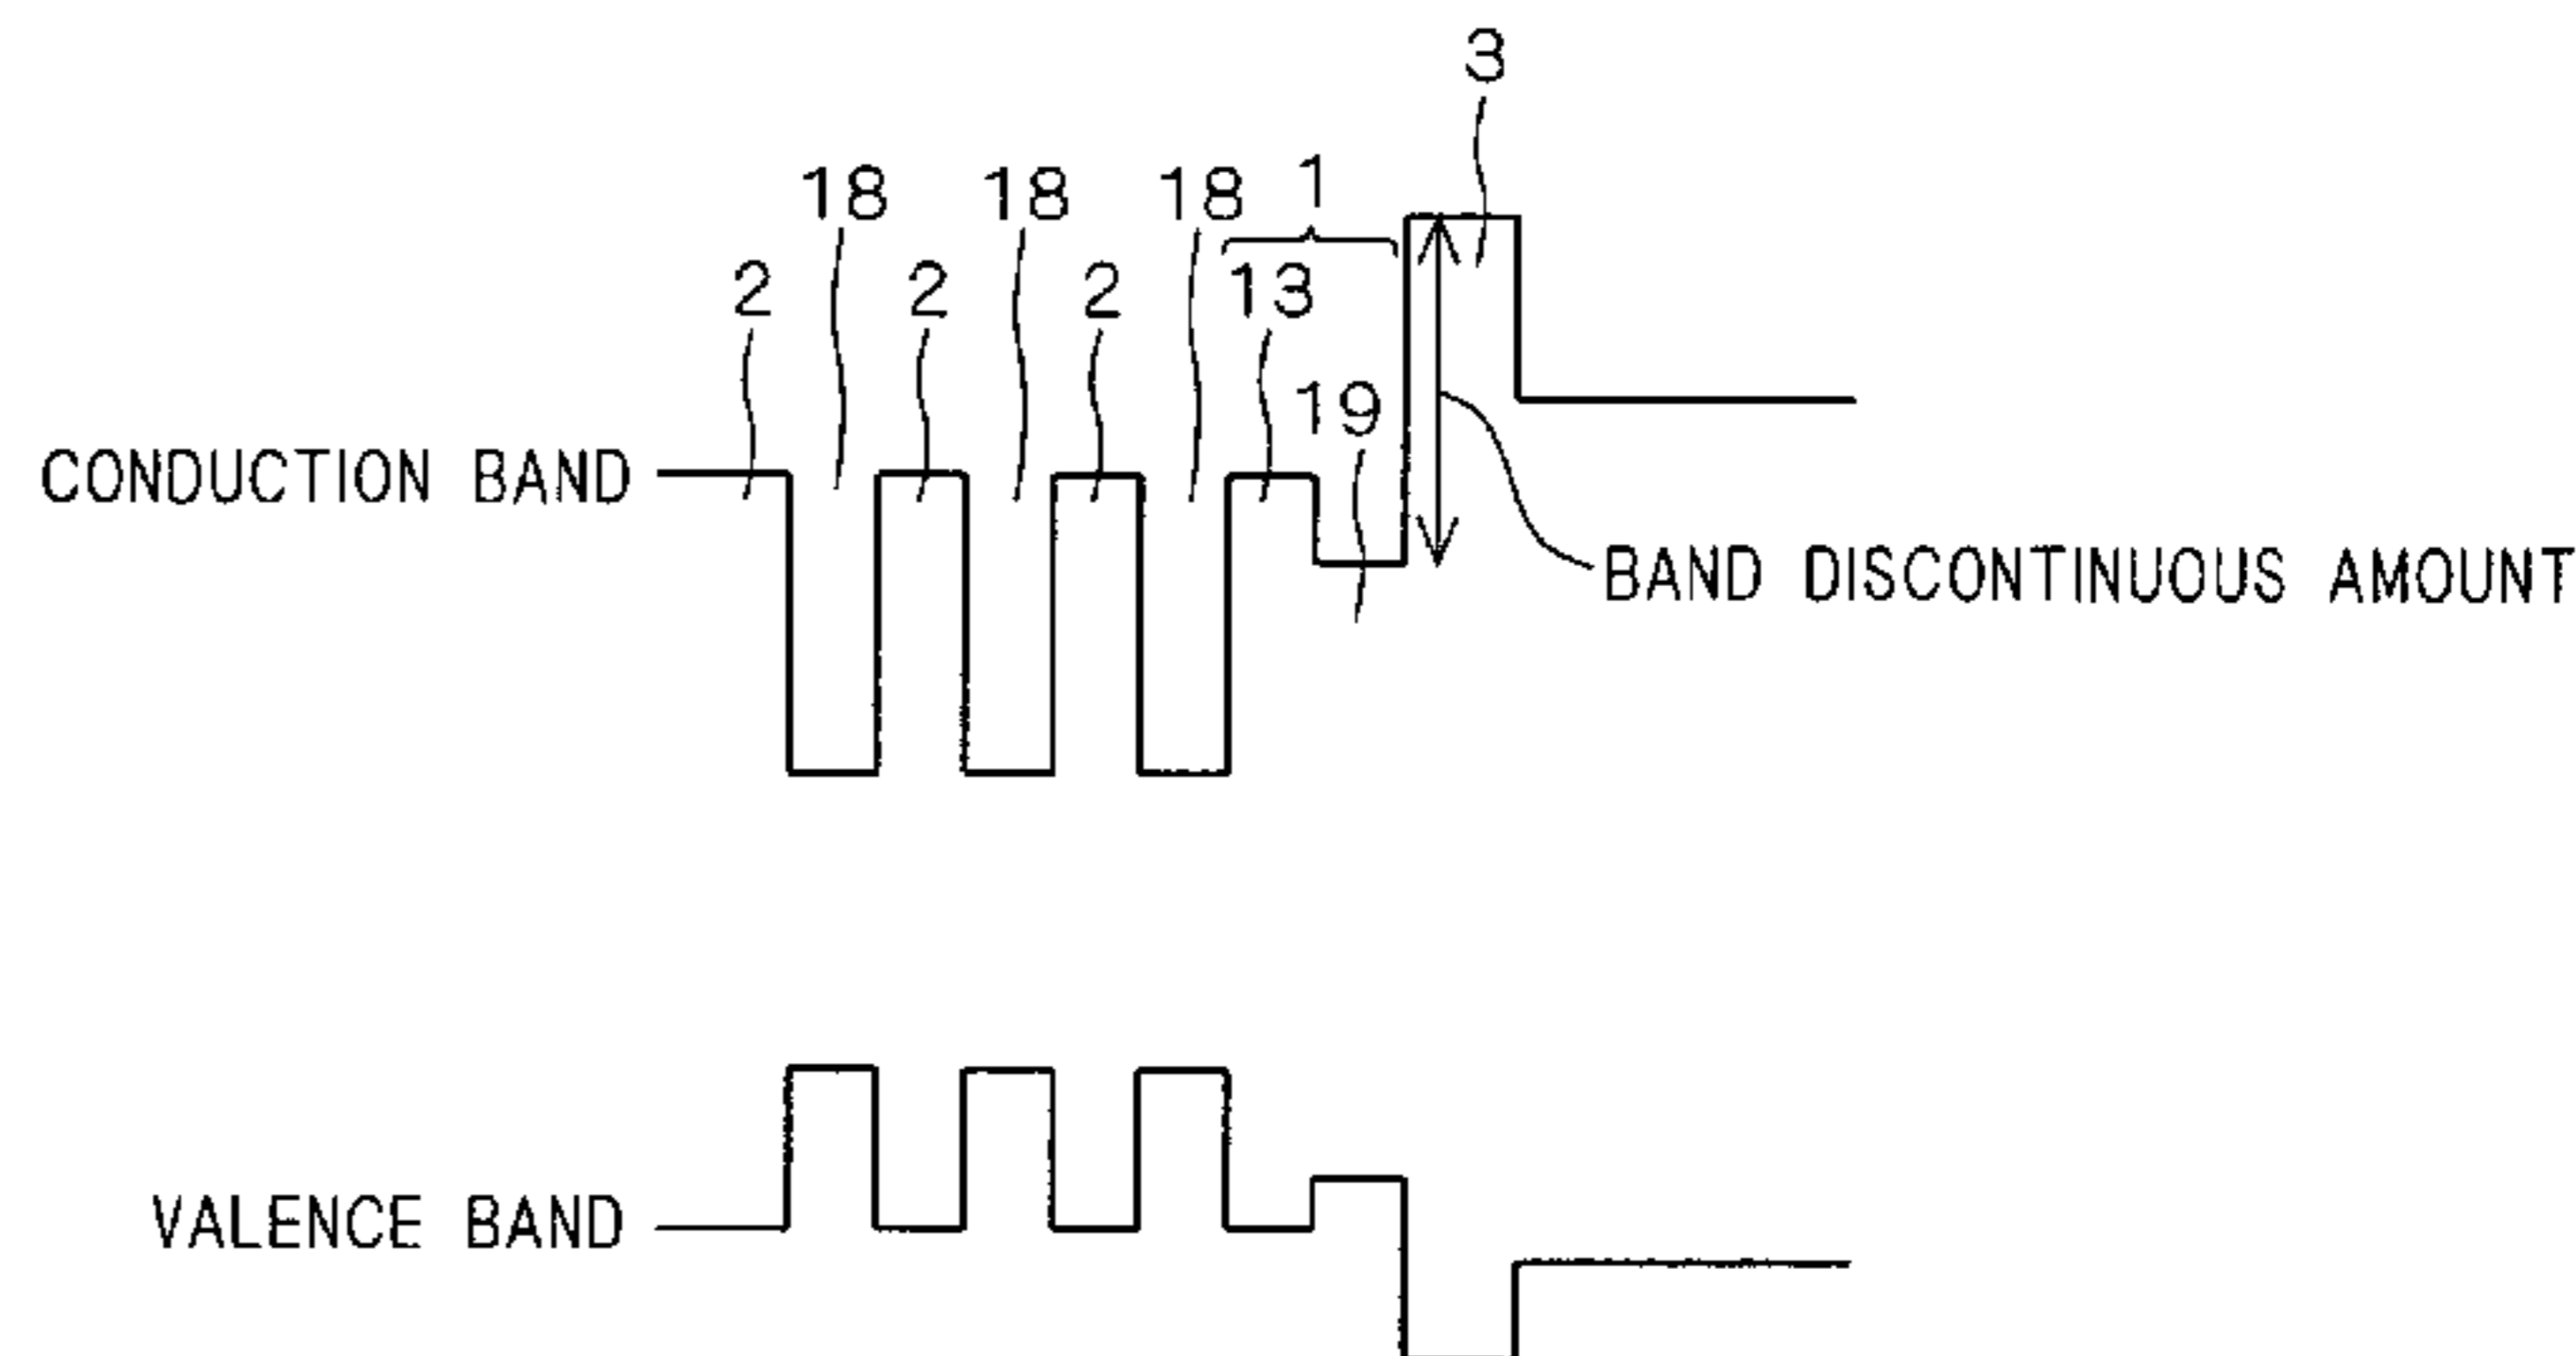 3
18 18 18 1
2 2 2 13
19
CONDUCTION BAND
BAND DISCONTINUOUS AMOUNT
VALENCE BAND